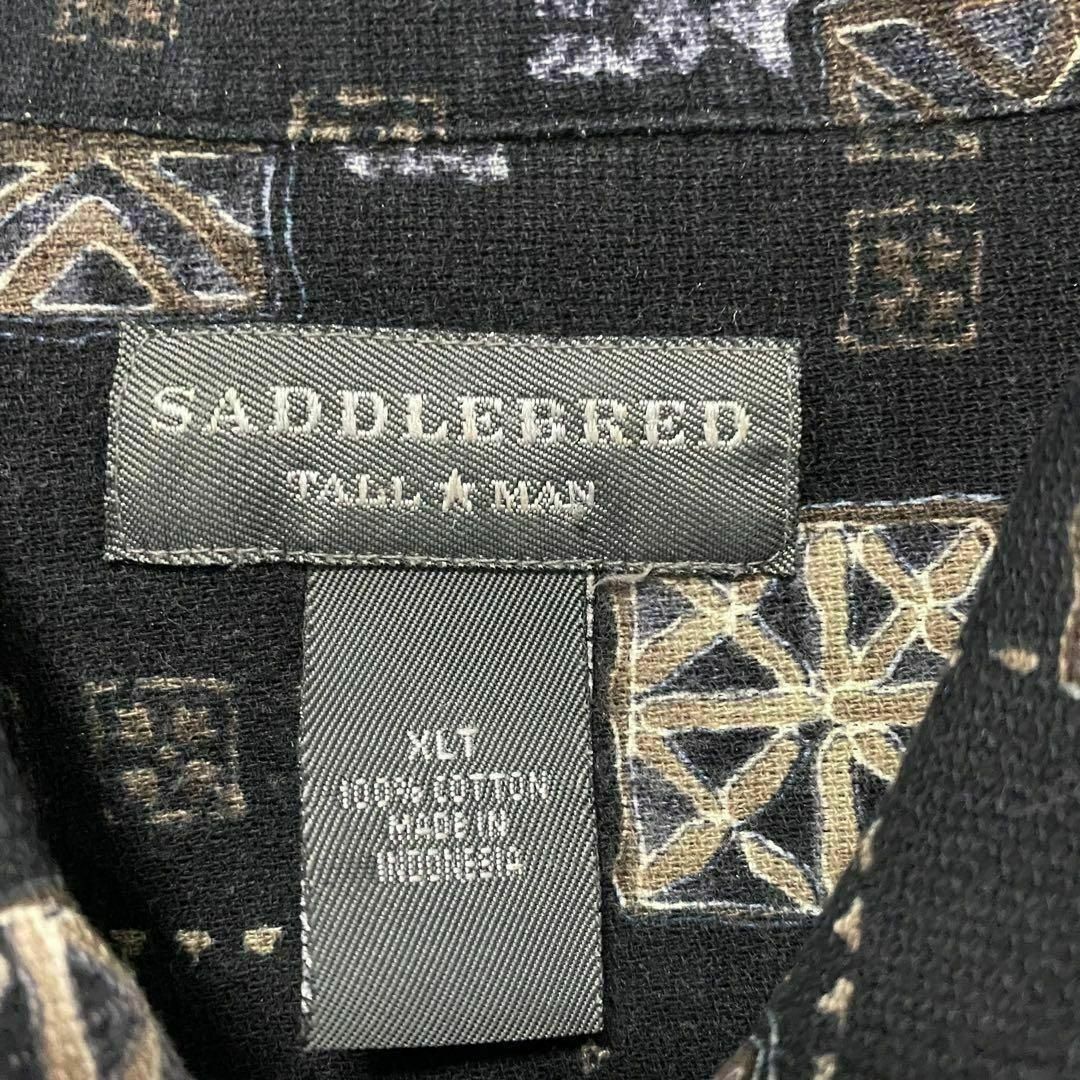 SADDLEBRED
TALL ★ MAN
XLT
100% COTTON
MADE IN
INDONESIA